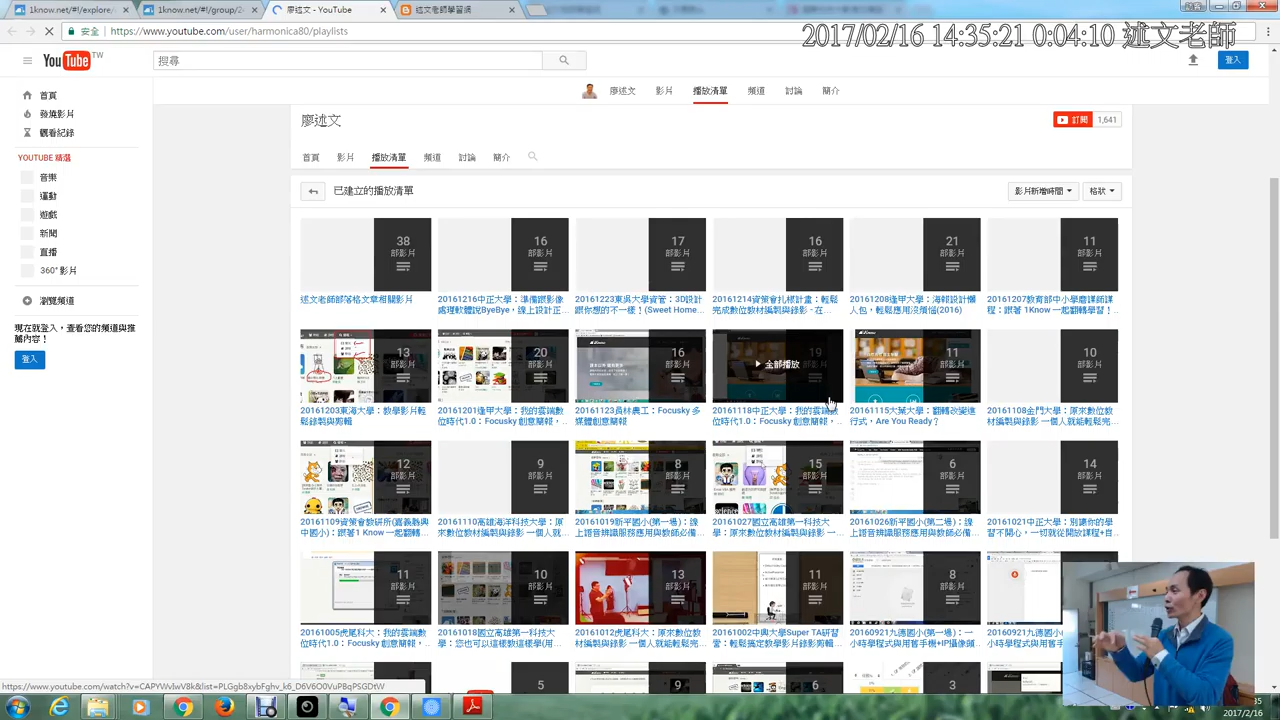 1know.net/#/explore/
1know.net/#/2fa64fa
廖述文 - YouTube
述文老師學習網
安全
https://www.youtube.com/user/harmonica80/playlists
2017/02/16 14:35:21 0:04:10 述文老師
YouTube TW
搜尋
登入
廖述文 影片 播放清單 頻道 討論 簡介
首頁
發燒影片
觀看紀錄
YOUTUBE 精選
音樂
運動
遊戲
新聞
直播
360° 影片
瀏覽頻道
現在就登入，查看您的頻道與推薦內容！
登入
廖述文
訂閱 1,641
首頁 影片 播放清單 頻道 討論 簡介
已建立的播放清單
影片新增時間
格狀
38 部影片
16 部影片
17 部影片
16 部影片
21 部影片
11 部影片
述文老師部落格文章相關影片
20161216中正大學：準備跟影像處理軟體說ByeBye，線上設計正...
20161223東吳大學資管：3D設計跟你想的不一樣！(Sweet Home...
20161214資策會扎根計畫：輕鬆完成數位教材編製與錄影、在...
20161208逢甲大學：海報設計懶人包，輕鬆應用沒煩惱(2016)
20161207教育部中小學磨課師課程：跟著 1Know 一起翻轉學習！...
13 部影片
20 部影片
16 部影片
全部播放
19
11 部影片
10 部影片
20161203東海大學：教學影片輕鬆錄製與剪輯
20161201逢甲大學：我的雲端數位時代1.0：Focusky 創意簡報，...
20161123員林農工：Focusky 多媒體創意簡報
20161118中正大學：我的雲端數位時代1.0：Focusky 創意簡報，...
20161115大葉大學：翻轉改變進行式，Are You Ready？
20161108金門大學：原來數位教材編製與錄影 一個人就能輕鬆完...
12 部影片
9 部影片
8 部影片
15 部影片
6 部影片
14 部影片
20161109資策會教研所(嘉義縣興中國小)：跟著1Know 一起翻轉...
20161110高雄海洋科技大學：原來數位教材編製與錄影 一個人就...
20161019新平國小(第一場)：線上語音辨識服務應用與教師必備...
20161027國立高雄第一科技大學：原來數位教材編製與錄影 一...
20161026新平國小(第二場)：線上語音辨識服務應用與教師必備...
20161021中正大學：別讓你的學習不開心，一切就從開放課程+自...
11 部影片
10 部影片
13 部影片
11 部影片
8 部影片
20161005虎尾科大：我的雲端數位時代1.0：Focusky 創意簡報，...
20161018國立高雄第一科技大學：您也可以這樣教這樣學(用...
20161012虎尾科大：原來數位教材編製與錄影 一個人就能輕鬆完...
20161002中興大學Super TA研習營：輕鬆搞定教學影片錄影剪輯...
20160921九德國小(第一場)：一小時學程式與用舊手機+IP攝像頭...
20160921九德國小
小時學程式與用舊手
5
9
6
3
2017/2/16